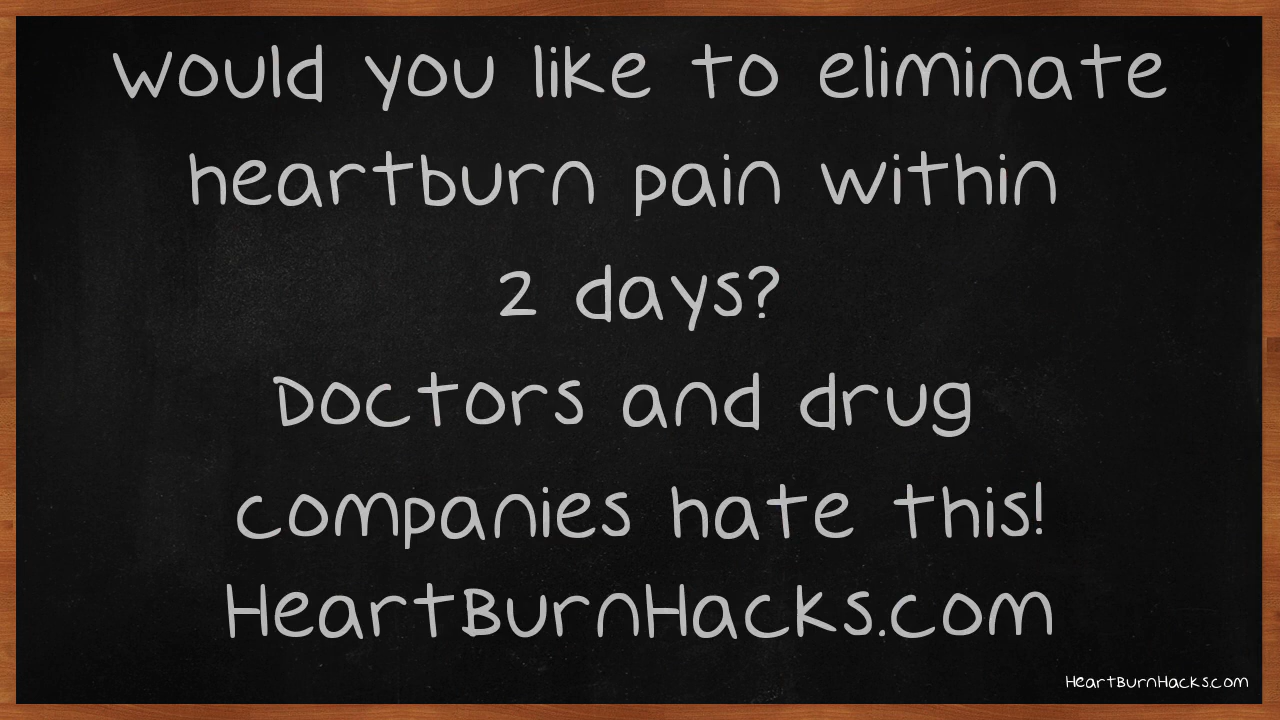 Would you like to eliminate
heartburn pain within
2 days?
Doctors and drug
companies hate this!
HeartBurnHacks.com
HeartBurnHacks.com